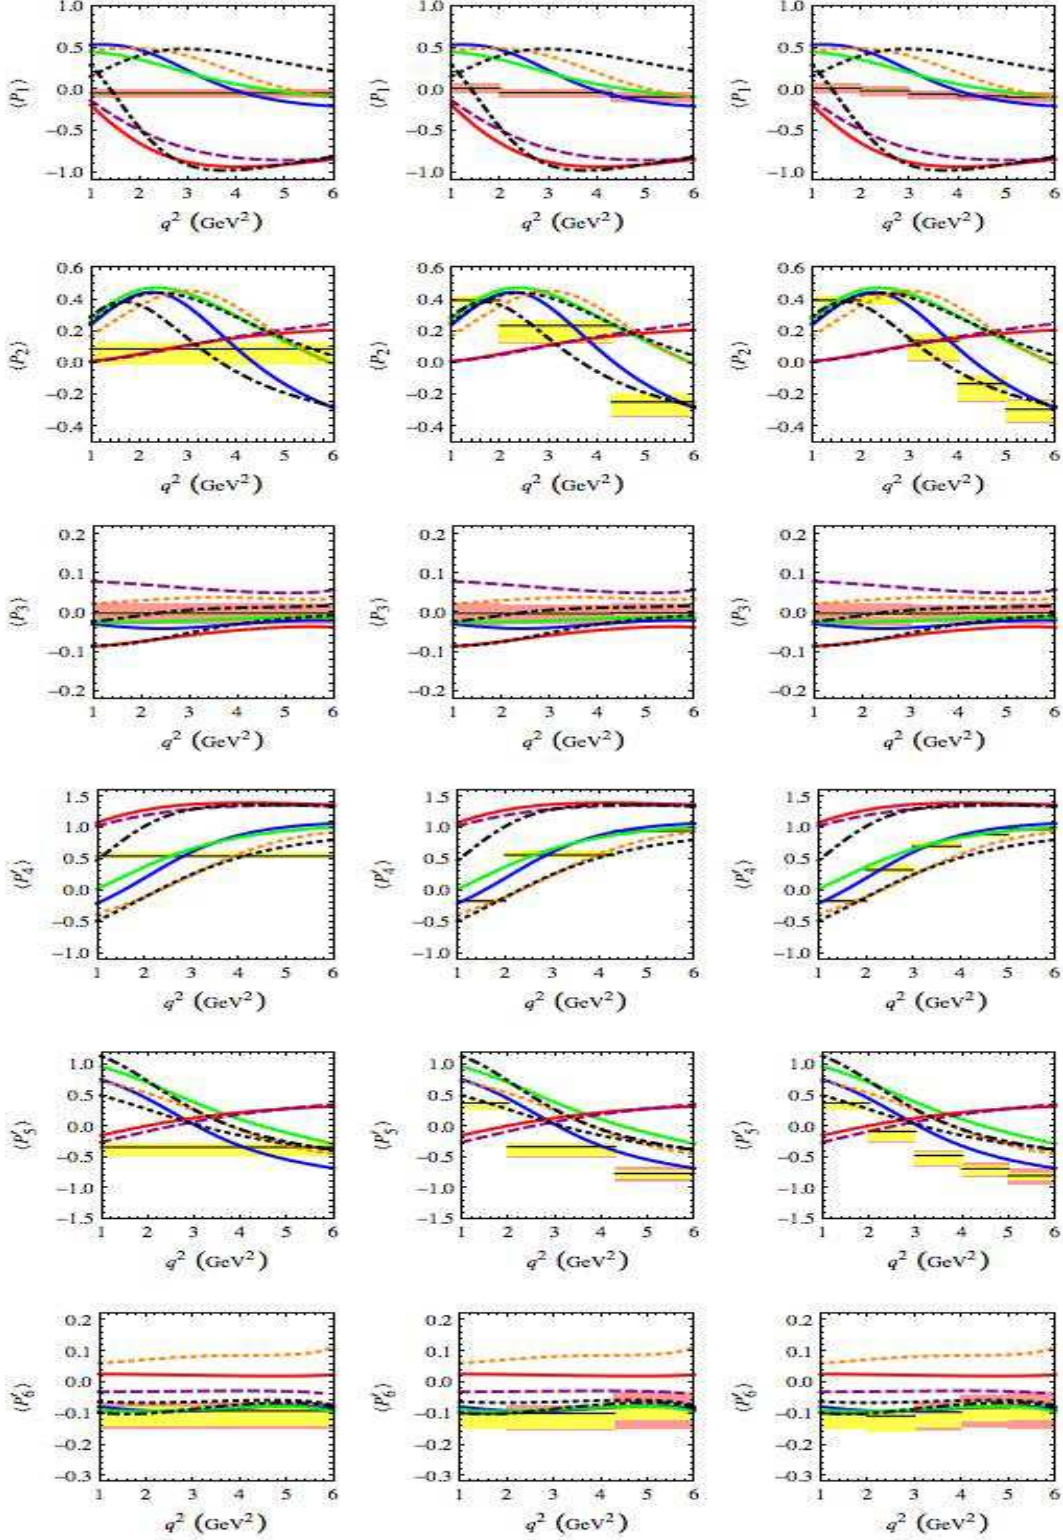 1.0 1.0 1.0
0.5 0.5 0.5
⟨P₁⟩ 0.0 ⟨P₁⟩ 0.0 ⟨P₁⟩ 0.0
−0.5 −0.5 −0.5
−1.0 −1.0 −1.0
1 2 3 4 5 6 1 2 3 4 5 6 1 2 3 4 5 6
q² (GeV²) q² (GeV²) q² (GeV²)
0.6 0.6 0.6
0.4 0.4 0.4
0.2 0.2 0.2
⟨P₂⟩ 0.0 ⟨P₂⟩ 0.0 ⟨P₂⟩ 0.0
−0.2 −0.2 −0.2
−0.4 −0.4 −0.4
1 2 3 4 5 6 1 2 3 4 5 6 1 2 3 4 5 6
q² (GeV²) q² (GeV²) q² (GeV²)
0.2 0.2 0.2
0.1 0.1 0.1
⟨P₃⟩ 0.0 ⟨P₃⟩ 0.0 ⟨P₃⟩ 0.0
−0.1 −0.1 −0.1
−0.2 −0.2 −0.2
1 2 3 4 5 6 1 2 3 4 5 6 1 2 3 4 5 6
q² (GeV²) q² (GeV²) q² (GeV²)
1.5 1.5 1.5
1.0 1.0 1.0
0.5 0.5 0.5
⟨P′₄⟩ 0.0 ⟨P′₄⟩ 0.0 ⟨P′₄⟩ 0.0
−0.5 −0.5 −0.5
−1.0 −1.0 −1.0
1 2 3 4 5 6 1 2 3 4 5 6 1 2 3 4 5 6
q² (GeV²) q² (GeV²) q² (GeV²)
1.0 1.0 1.0
0.5 0.5 0.5
⟨P′₅⟩ 0.0 ⟨P′₅⟩ 0.0 ⟨P′₅⟩ 0.0
−0.5 −0.5 −0.5
−1.0 −1.0 −1.0
−1.5 −1.5 −1.5
1 2 3 4 5 6 1 2 3 4 5 6 1 2 3 4 5 6
q² (GeV²) q² (GeV²) q² (GeV²)
0.2 0.2 0.2
0.1 0.1 0.1
0.0 0.0 0.0
⟨P′₆⟩ −0.1 ⟨P′₆⟩ −0.1 ⟨P′₆⟩ −0.1
−0.2 −0.2 −0.2
−0.3 −0.3 −0.3
1 2 3 4 5 6 1 2 3 4 5 6 1 2 3 4 5 6
q² (GeV²) q² (GeV²) q² (GeV²)